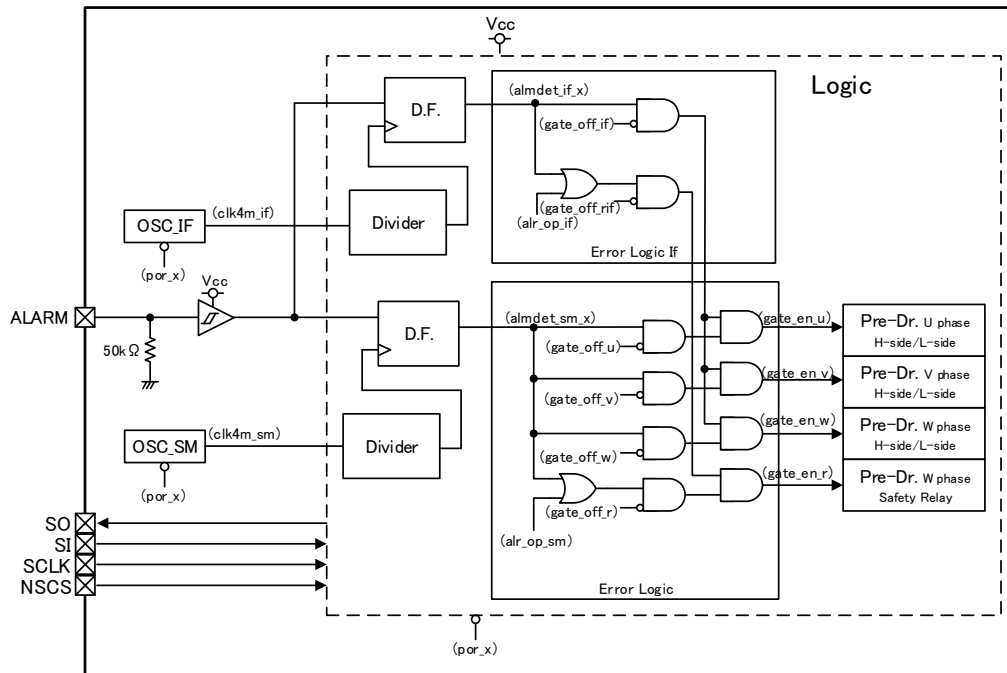 Vcc
Logic
D.F.
(almdet_if_x)
(gate_off_if)
(gate_off_rif)
(alr_op_if)
Error Logic If
OSC_IF
(clk4m_if)
Divider
(por_x)
Vcc
ALARM
50kΩ
D.F.
(almdet_sm_x)
(gate_off_u)
(gate_en_u)
Pre-Dr. U phase
H-side/L-side
(gate_off_v)
(gate_en_v)
Pre-Dr. V phase
H-side/L-side
OSC_SM
(clk4m_sm)
Divider
(gate_off_w)
(gate_en_w)
Pre-Dr. W phase
H-side/L-side
(por_x)
(gate_off_r)
(gate_en_r)
Pre-Dr. W phase
Safety Relay
(alr_op_sm)
Error Logic
SO
SI
SCLK
NSCS
(por_x)